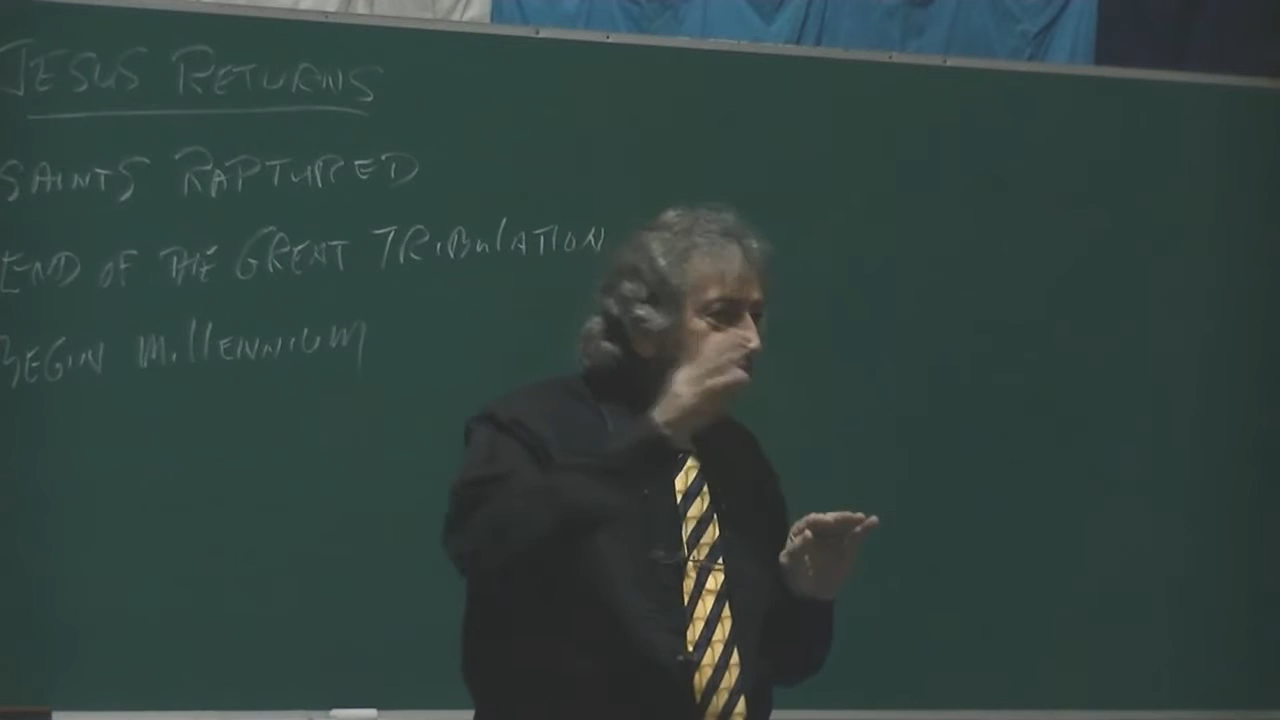 JESUS RETURNS
SAINTS RAPTURED
END OF THE GREAT TRIBULATION
BEGIN MILLENNIUM